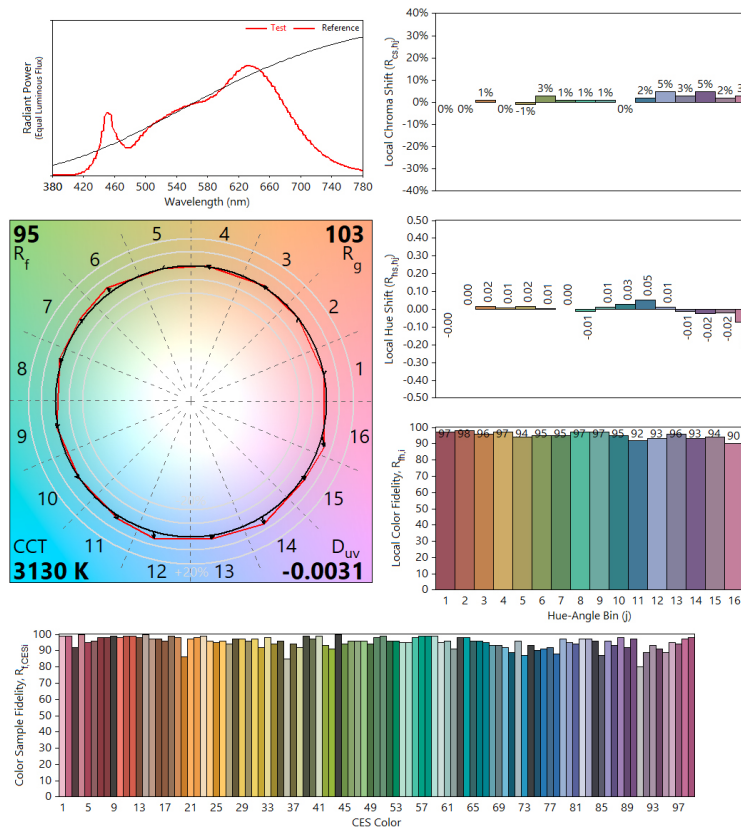 Test Reference
Radiant Power
(Equal Luminous Flux)
380 420 460 500 540 580 620 660 700 740 780
Wavelength (nm)
Local Chroma Shift (Rcs,hj)
40%
30%
20%
10%
0%
-10%
-20%
-30%
-40%
0% 0% 1% 0% -1% 3% 1% 1% 1% 0% 2% 5% 3% 5% 2% 3
95
Rf
103
Rg
5 4
6 3
7 2
8 1
9 16
10 15
11 14
12 13
+20%
CCT
3130 K
Duv
-0.0031
Local Hue Shift (Rhs,hj)
0.50
0.40
0.30
0.20
0.10
0.00
-0.10
-0.20
-0.30
-0.40
-0.50
-0.00 0.00 0.02 0.01 0.02 0.01 0.00 -0.01 0.01 0.03 0.05 0.01 -0.01 -0.02 -0.02
Local Color Fidelity, Rfh,i
100
90
80
70
60
50
40
30
20
10
0
97 98 96 97 94 95 95 97 97 95 92 93 96 93 94 90
1 2 3 4 5 6 7 8 9 10 11 12 13 14 15 16
Hue-Angle Bin (j)
Color Sample Fidelity, Rf,CESi
100
90
80
70
60
50
40
30
20
10
0
1 5 9 13 17 21 25 29 33 37 41 45 49 53 57 61 65 69 73 77 81 85 89 93 97
CES Color